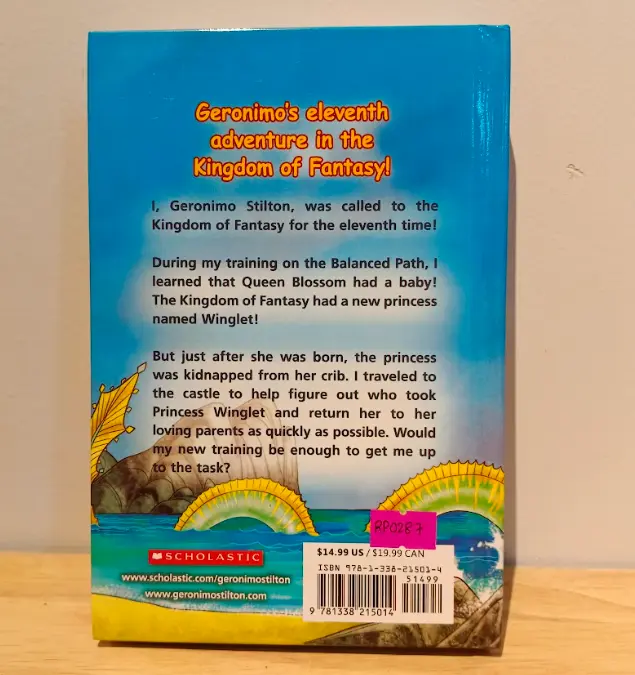 Geronimo's eleventh
adventure in the
Kingdom of Fantasy!
I, Geronimo Stilton, was called to the
Kingdom of Fantasy for the eleventh time!
During my training on the Balanced Path, I
learned that Queen Blossom had a baby!
The Kingdom of Fantasy had a new princess
named Winglet!
But just after she was born, the princess
was kidnapped from her crib. I traveled to
the castle to help figure out who took
Princess Winglet and return her to her
loving parents as quickly as possible. Would
my new training be enough to get me up
to the task?
RP0287
$14.99 US / $19.99 CAN
SCHOLASTIC
www.scholastic.com/geronimostilton
www.geronimostilton.com
ISBN 978-1-338-21501-4
51499
9 781338 215014